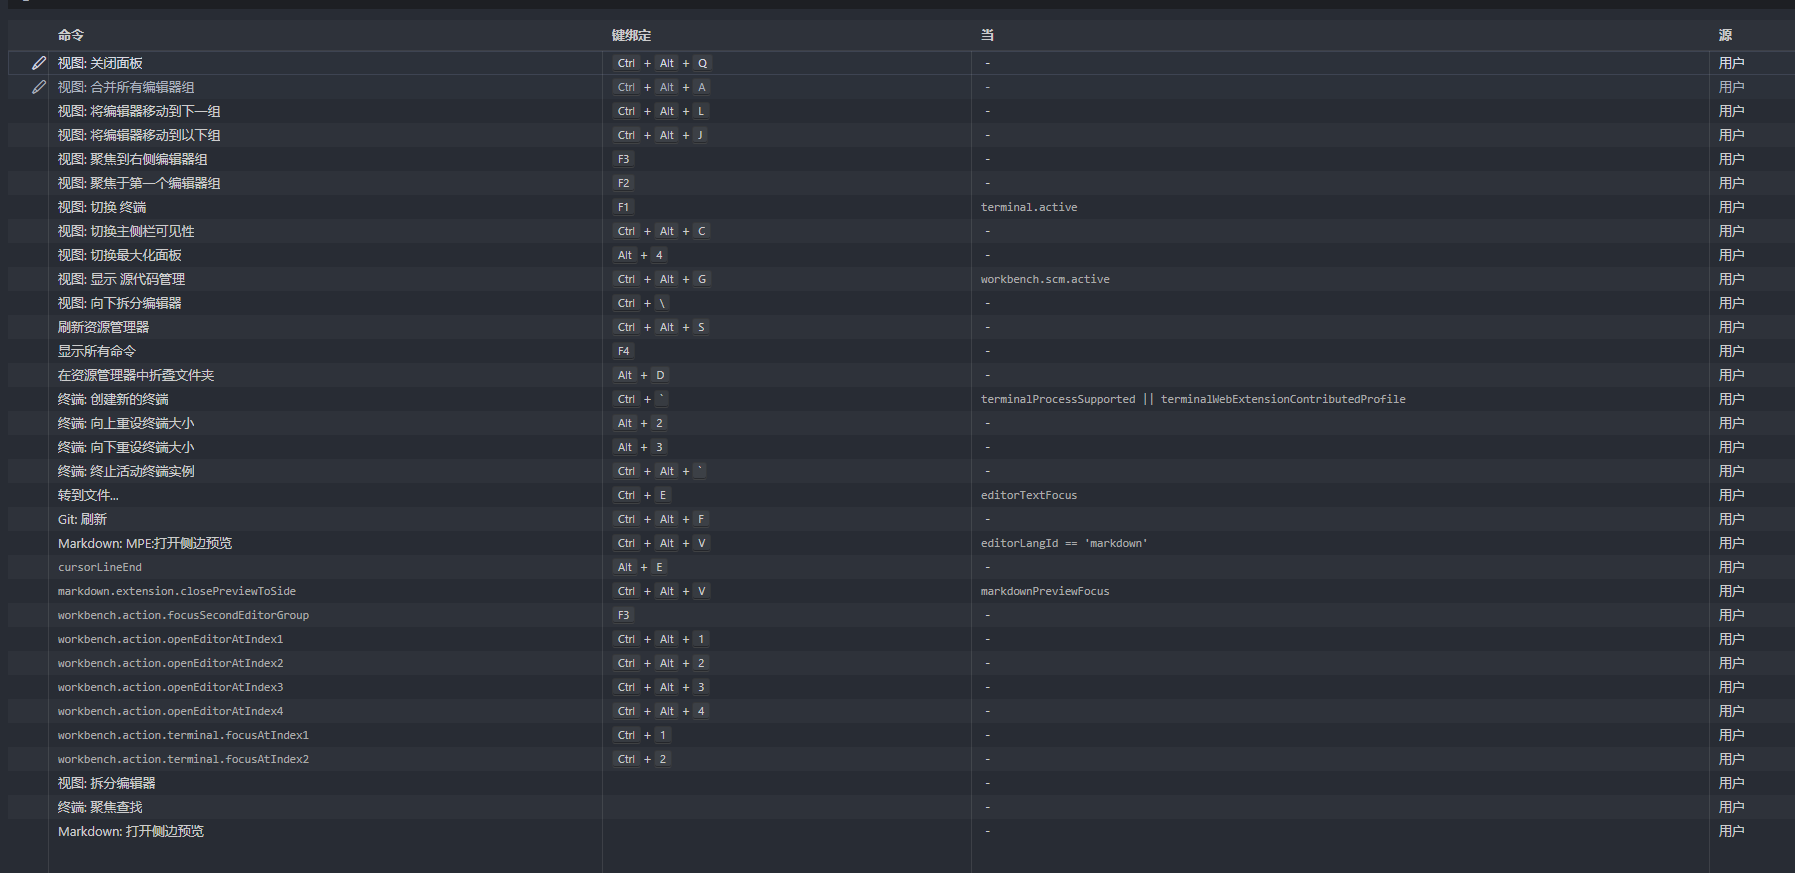 命令 键绑定 当 源
视图: 关闭面板 Ctrl + Alt + Q - 用户
视图: 合并所有编辑器组 Ctrl + Alt + A - 用户
视图: 将编辑器移动到下一组 Ctrl + Alt + L - 用户
视图: 将编辑器移动到以下组 Ctrl + Alt + J - 用户
视图: 聚焦到右侧编辑器组 F3 - 用户
视图: 聚焦于第一个编辑器组 F2 - 用户
视图: 切换 终端 F1 terminal.active 用户
视图: 切换主侧栏可见性 Ctrl + Alt + C - 用户
视图: 切换最大化面板 Alt + 4 - 用户
视图: 显示 源代码管理 Ctrl + Alt + G workbench.scm.active 用户
视图: 向下拆分编辑器 Ctrl + \ - 用户
刷新资源管理器 Ctrl + Alt + S - 用户
显示所有命令 F4 - 用户
在资源管理器中折叠文件夹 Alt + D - 用户
终端: 创建新的终端 Ctrl + ` terminalProcessSupported || terminalWebExtensionContributedProfile 用户
终端: 向上重设终端大小 Alt + 2 - 用户
终端: 向下重设终端大小 Alt + 3 - 用户
终端: 终止活动终端实例 Ctrl + Alt + ` - 用户
转到文件... Ctrl + E editorTextFocus 用户
Git: 刷新 Ctrl + Alt + F - 用户
Markdown: MPE:打开侧边预览 Ctrl + Alt + V editorLangId == 'markdown' 用户
cursorLineEnd Alt + E - 用户
markdown.extension.closePreviewToSide Ctrl + Alt + V markdownPreviewFocus 用户
workbench.action.focusSecondEditorGroup F3 - 用户
workbench.action.openEditorAtIndex1 Ctrl + Alt + 1 - 用户
workbench.action.openEditorAtIndex2 Ctrl + Alt + 2 - 用户
workbench.action.openEditorAtIndex3 Ctrl + Alt + 3 - 用户
workbench.action.openEditorAtIndex4 Ctrl + Alt + 4 - 用户
workbench.action.terminal.focusAtIndex1 Ctrl + 1 - 用户
workbench.action.terminal.focusAtIndex2 Ctrl + 2 - 用户
视图: 拆分编辑器 - 用户
终端: 聚焦查找 - 用户
Markdown: 打开侧边预览 - 用户